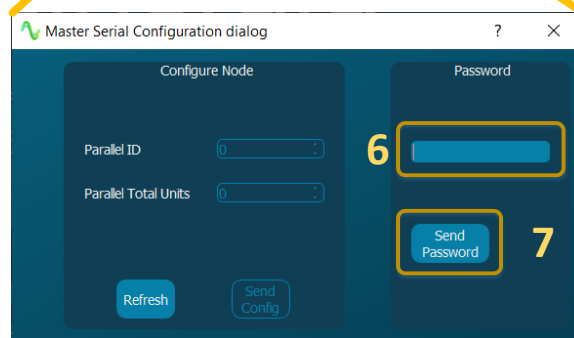 Master Serial Configuration dialog ? ×
Configure Node
Parallel ID 0
Parallel Total Units 0
Refresh
Send
Config
Password
6
Send
Password
7